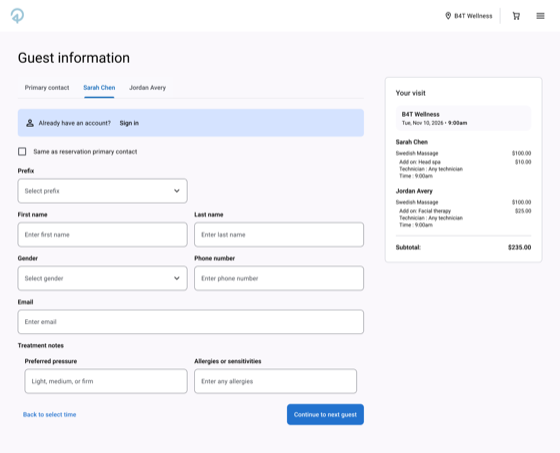 B4T Wellness
Guest information
Primary contact
Sarah Chen
Jordan Avery
Already have an account? Sign in
Same as reservation primary contact
Prefix
Select prefix
First name
Last name
Enter first name
Enter last name
Gender
Phone number
Select gender
Enter phone number
Email
Enter email
Treatment notes
Preferred pressure
Allergies or sensitivities
Light, medium, or firm
Enter any allergies
Back to select time
Continue to next guest
Your visit
B4T Wellness
Tue, Nov 10, 2026 • 9:00am
Sarah Chen
Swedish Massage $100.00
Add on: Head spa $10.00
Technician : Any technician
Time : 9:00am
Jordan Avery
Swedish Massage $100.00
Add on: Facial therapy $25.00
Technician : Any technician
Time : 9:00am
Subtotal: $235.00